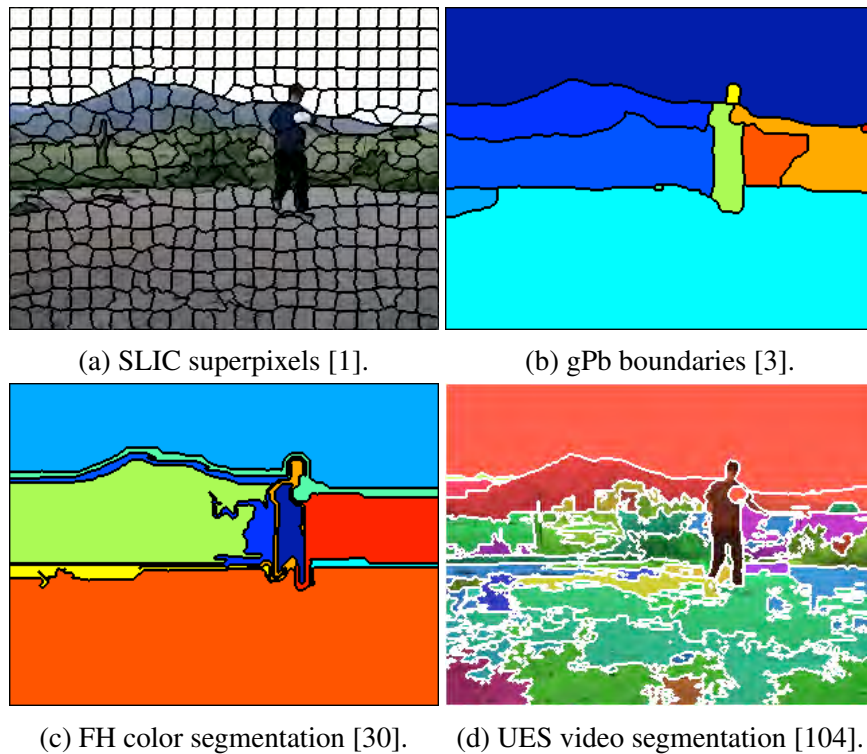 (a) SLIC superpixels [1].
(b) gPb boundaries [3].
(c) FH color segmentation [30].
(d) UES video segmentation [104].